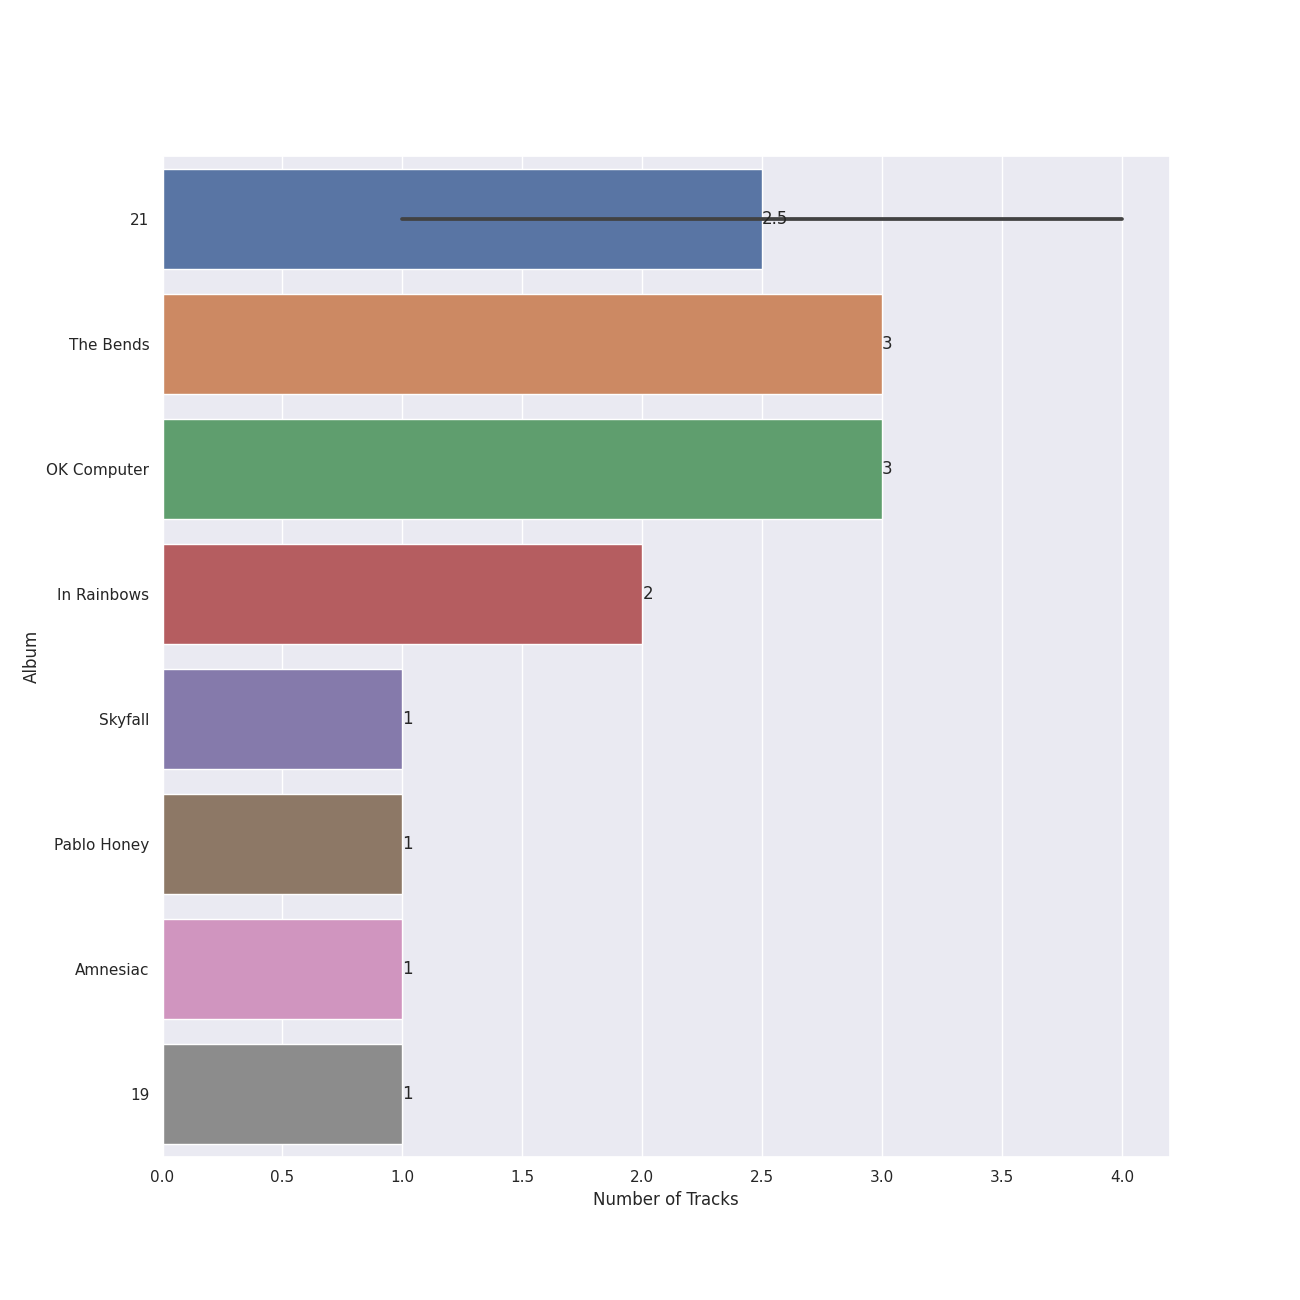 21
2.5
The Bends
3
OK Computer
3
In Rainbows
2
Album
Skyfall
1
Pablo Honey
1
Amnesiac
1
19
1
0.0 0.5 1.0 1.5 2.0 2.5 3.0 3.5 4.0
Number of Tracks